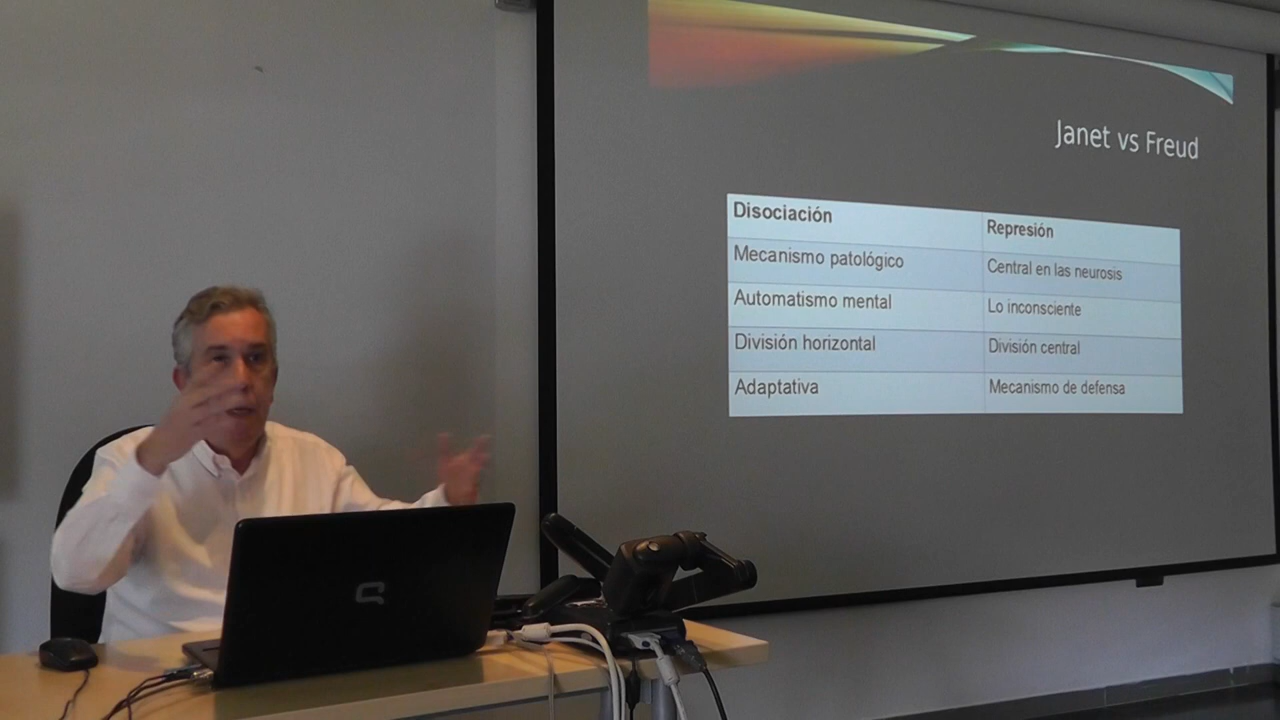 Janet vs Freud
Disociación Represión
Mecanismo patológico Central en las neurosis
Automatismo mental Lo inconsciente
División horizontal División central
Adaptativa Mecanismo de defensa